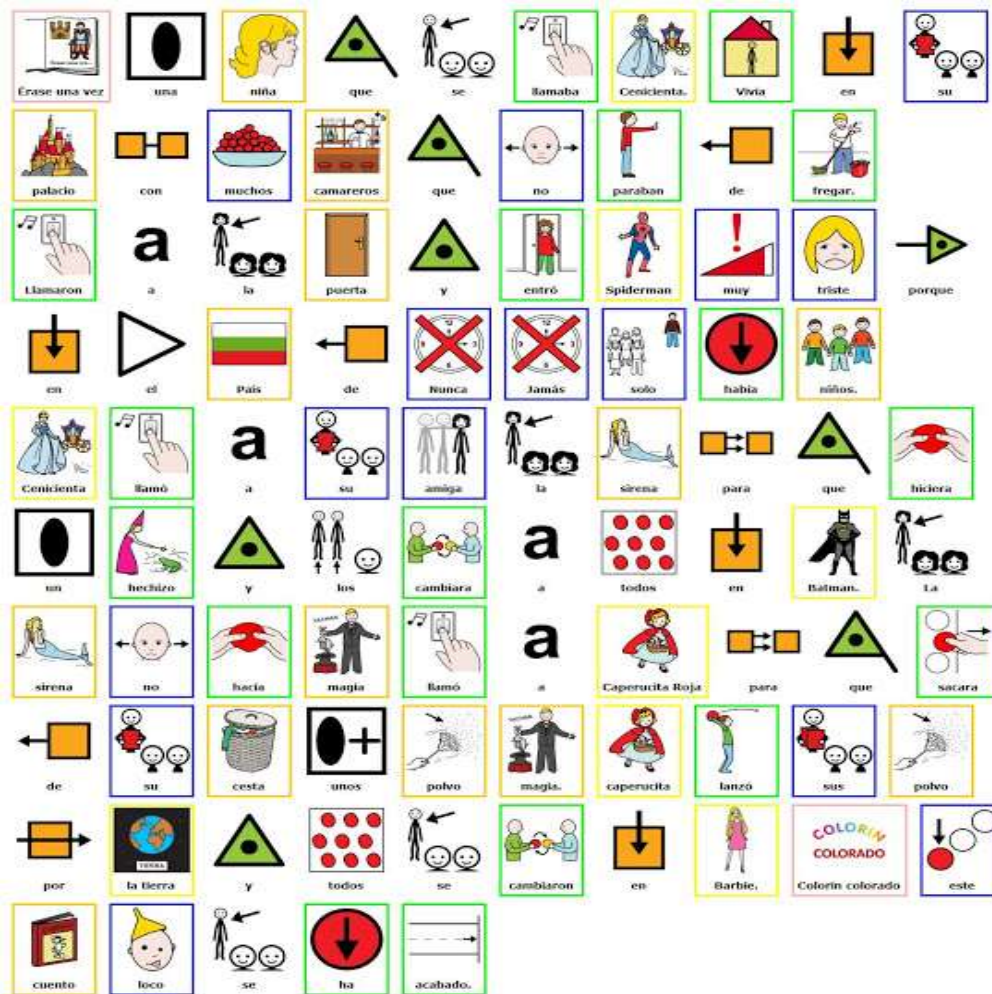 Érase una vez una niña que se llamaba Cenicienta. Vivía en su
palacio con muchos camareros que no paraban de fregar.
Llamaron a la puerta y entró Spiderman muy triste porque
en el País de Nunca Jamás solo había niños.
Cenicienta llamó a su amiga la sirena para que hiciera
un hechizo y los cambiara a todos en Batman. La
sirena no hacía magia llamó a Caperucita Roja para que sacara
de su cesta unos polvo magia. caperucita lanzó sus polvo
por la tierra y todos se cambiaron en Barbie. Colorín colorado este
cuento loco se ha acabado.